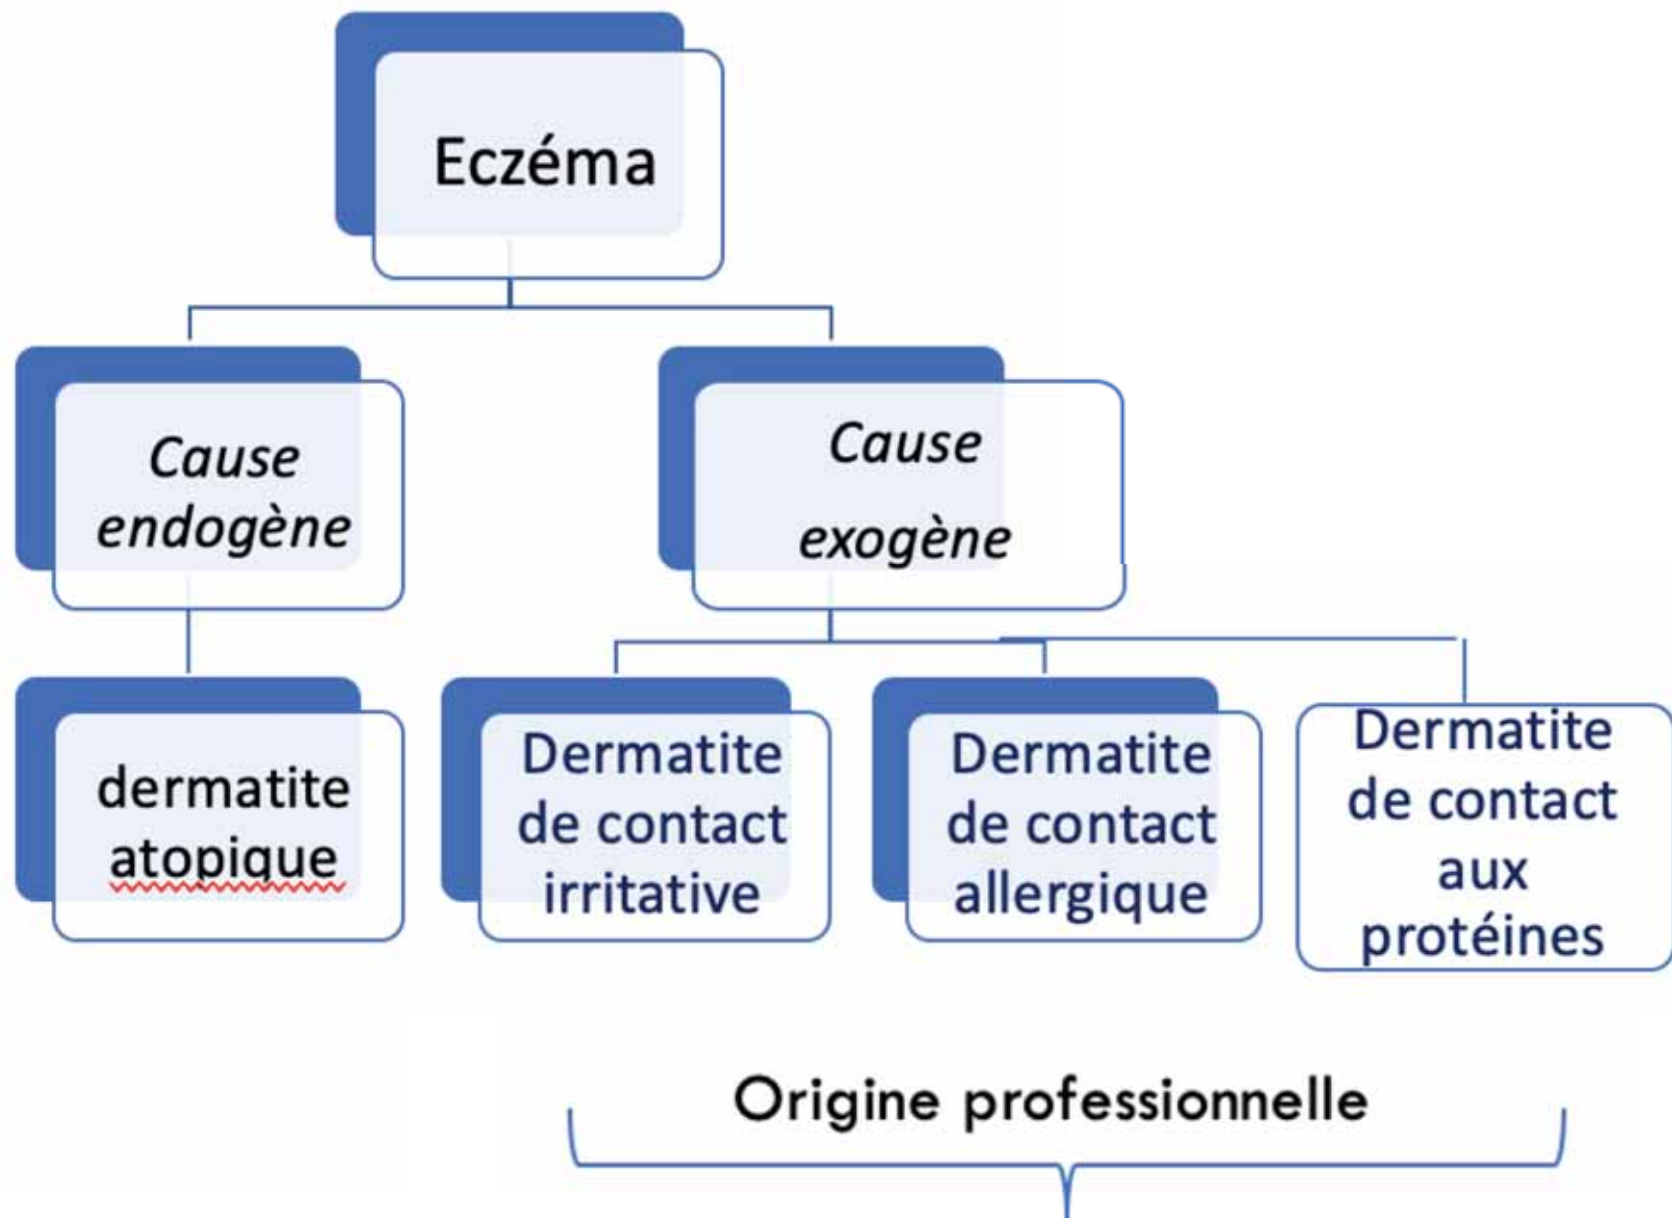 Eczéma
Cause
endogène
Cause
exogène
dermatite
atopique
Dermatite
de contact
irritative
Dermatite
de contact
allergique
Dermatite
de contact
aux
protéines
Origine professionnelle